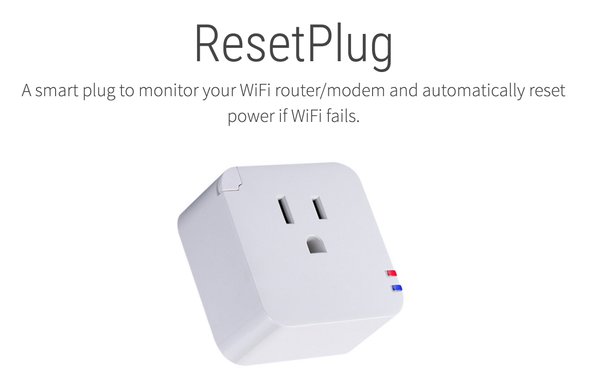 ResetPlug
A smart plug to monitor your WiFi router/modem and automatically reset
power if WiFi fails.